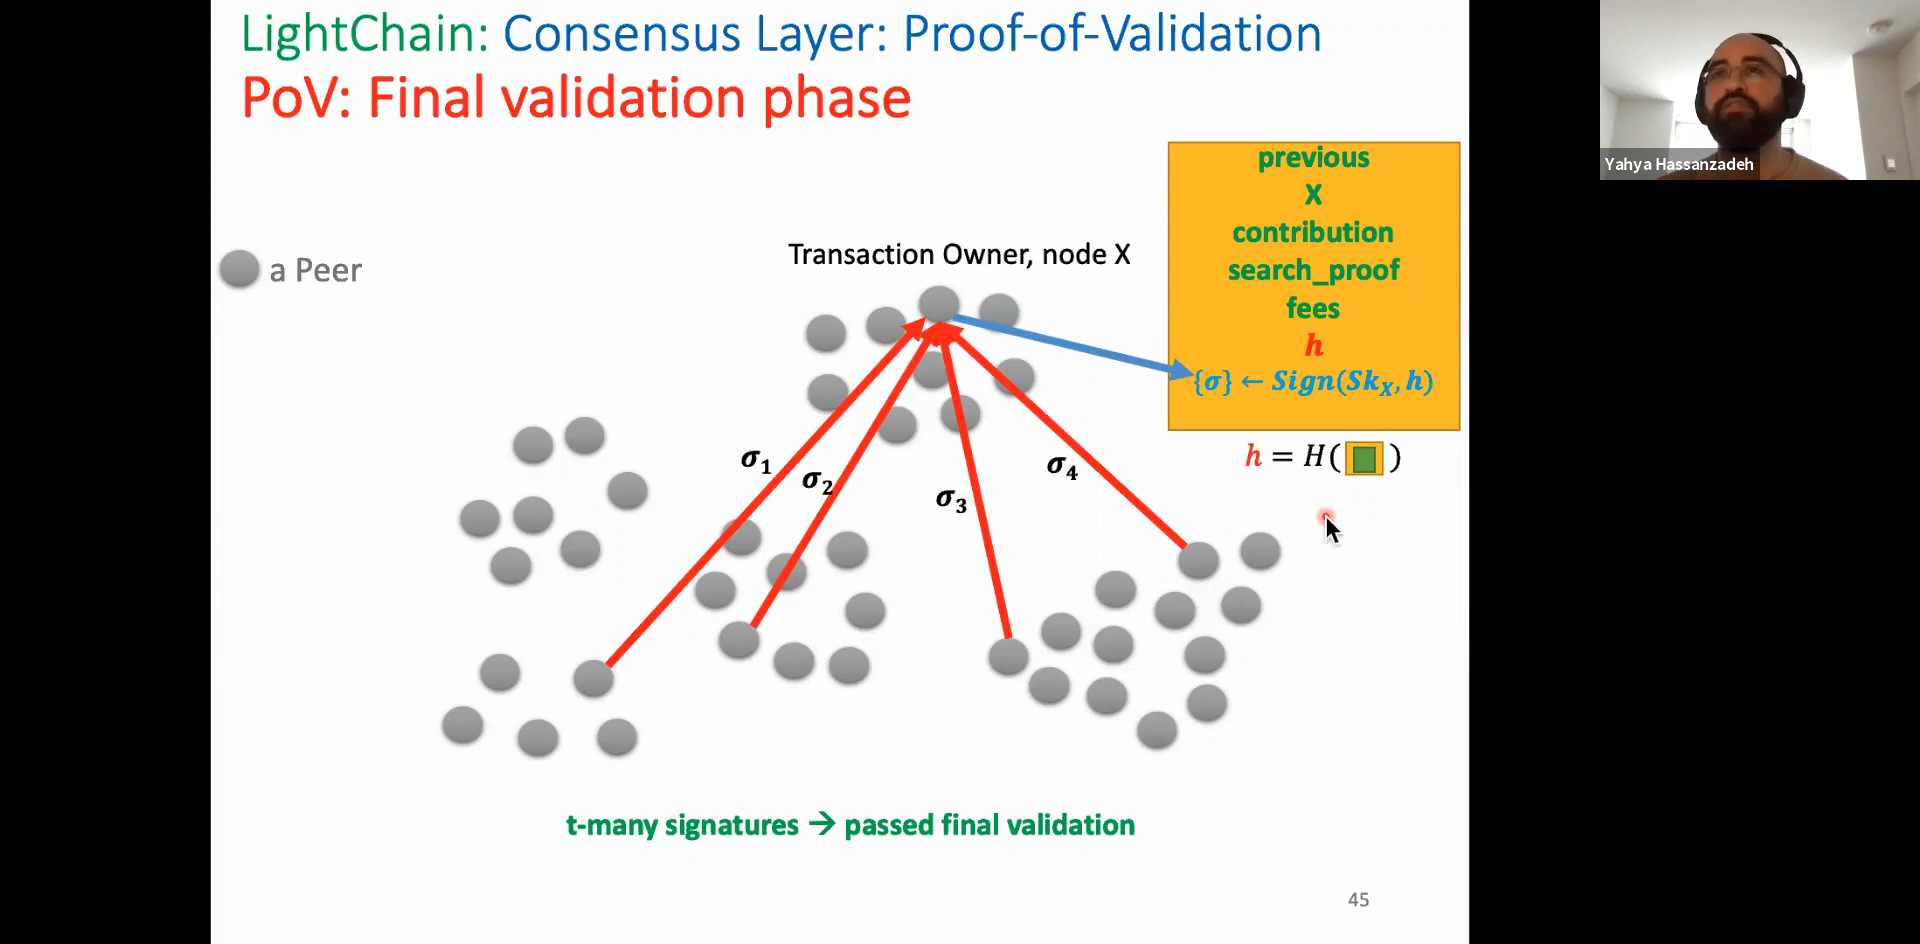 LightChain: Consensus Layer: Proof-of-Validation
PoV: Final validation phase
Yahya Hassanzadeh
previous
X
contribution
search_proof
fees
h
{σ} ← Sign(Sk_X, h)
h = H( )
Transaction Owner, node X
a Peer
σ₁
σ₂
σ₃
σ₄
t-many signatures → passed final validation
45